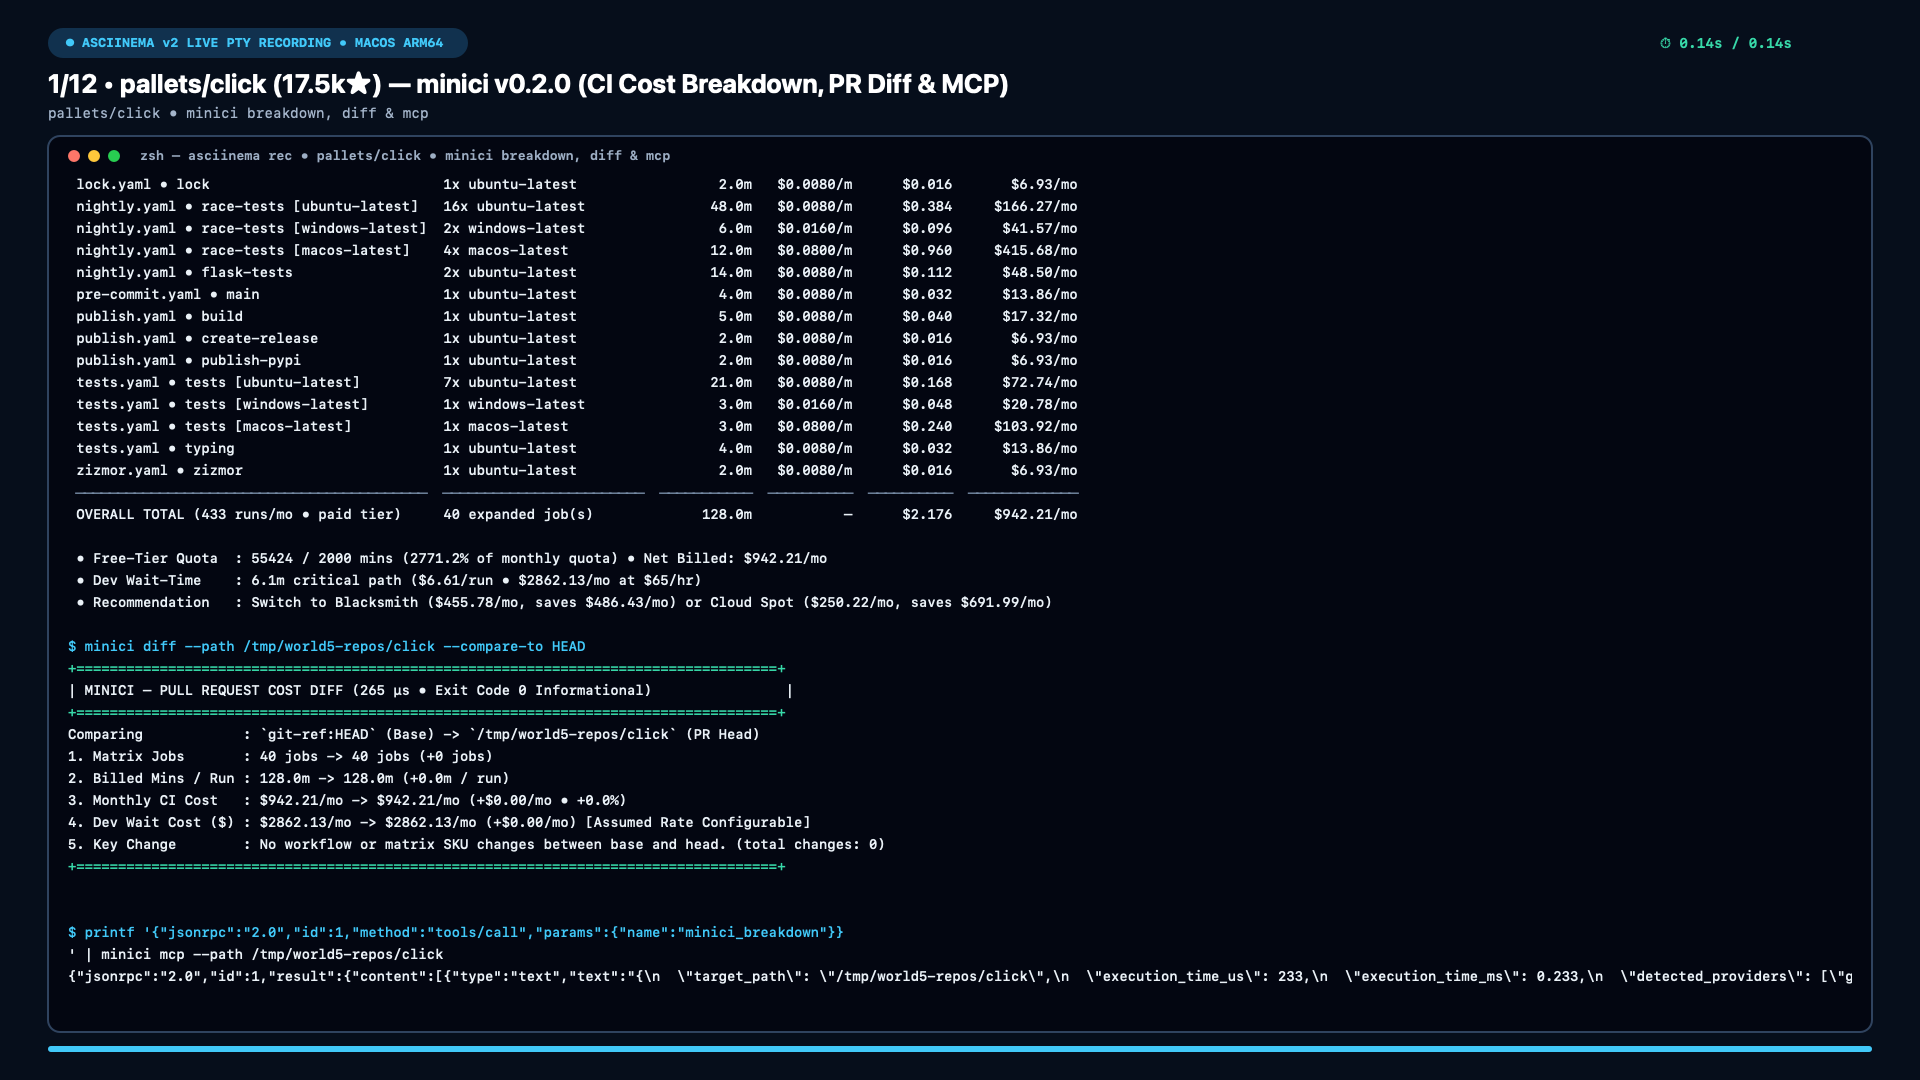 ● ASCIINEMA v2 LIVE PTY RECORDING ● MACOS ARM64
⏱ 0.14s / 0.14s
1/12 • pallets/click (17.5k★) — minici v0.2.0 (CI Cost Breakdown, PR Diff & MCP)
pallets/click ● minici breakdown, diff & mcp
zsh — asciinema rec ● pallets/click ● minici breakdown, diff & mcp
lock.yaml ● lock 1x ubuntu-latest 2.0m $0.0080/m $0.016 $6.93/mo
nightly.yaml ● race-tests [ubuntu-latest] 16x ubuntu-latest 48.0m $0.0080/m $0.384 $166.27/mo
nightly.yaml ● race-tests [windows-latest] 2x windows-latest 6.0m $0.0160/m $0.096 $41.57/mo
nightly.yaml ● race-tests [macos-latest] 4x macos-latest 12.0m $0.0800/m $0.960 $415.68/mo
nightly.yaml ● flask-tests 2x ubuntu-latest 14.0m $0.0080/m $0.112 $48.50/mo
pre-commit.yaml ● main 1x ubuntu-latest 4.0m $0.0080/m $0.032 $13.86/mo
publish.yaml ● build 1x ubuntu-latest 5.0m $0.0080/m $0.040 $17.32/mo
publish.yaml ● create-release 1x ubuntu-latest 2.0m $0.0080/m $0.016 $6.93/mo
publish.yaml ● publish-pypi 1x ubuntu-latest 2.0m $0.0080/m $0.016 $6.93/mo
tests.yaml ● tests [ubuntu-latest] 7x ubuntu-latest 21.0m $0.0080/m $0.168 $72.74/mo
tests.yaml ● tests [windows-latest] 1x windows-latest 3.0m $0.0160/m $0.048 $20.78/mo
tests.yaml ● tests [macos-latest] 1x macos-latest 3.0m $0.0800/m $0.240 $103.92/mo
tests.yaml ● typing 1x ubuntu-latest 4.0m $0.0080/m $0.032 $13.86/mo
zizmor.yaml ● zizmor 1x ubuntu-latest 2.0m $0.0080/m $0.016 $6.93/mo
OVERALL TOTAL (433 runs/mo ● paid tier) 40 expanded job(s) 128.0m — $2.176 $942.21/mo
● Free-Tier Quota : 55424 / 2000 mins (2771.2% of monthly quota) ● Net Billed: $942.21/mo
● Dev Wait-Time : 6.1m critical path ($6.61/run ● $2862.13/mo at $65/hr)
● Recommendation : Switch to Blacksmith ($455.78/mo, saves $486.43/mo) or Cloud Spot ($250.22/mo, saves $691.99/mo)
$ minici diff --path /tmp/world5-repos/click --compare-to HEAD
+====================================================================================+
| MINICI — PULL REQUEST COST DIFF (265 µs ● Exit Code 0 Informational) |
+====================================================================================+
Comparing : `git-ref:HEAD` (Base) -> `/tmp/world5-repos/click` (PR Head)
1. Matrix Jobs : 40 jobs -> 40 jobs (+0 jobs)
2. Billed Mins / Run : 128.0m -> 128.0m (+0.0m / run)
3. Monthly CI Cost : $942.21/mo -> $942.21/mo (+$0.00/mo ● +0.0%)
4. Dev Wait Cost ($) : $2862.13/mo -> $2862.13/mo (+$0.00/mo) [Assumed Rate Configurable]
5. Key Change : No workflow or matrix SKU changes between base and head. (total changes: 0)
+====================================================================================+
$ printf '{"jsonrpc":"2.0","id":1,"method":"tools/call","params":{"name":"minici_breakdown"}}
' | minici mcp --path /tmp/world5-repos/click
{"jsonrpc":"2.0","id":1,"result":{"content":[{"type":"text","text":"{\n \"target_path\": \"/tmp/world5-repos/click\",\n \"execution_time_us\": 233,\n \"execution_time_ms\": 0.233,\n \"detected_providers\": [\"g